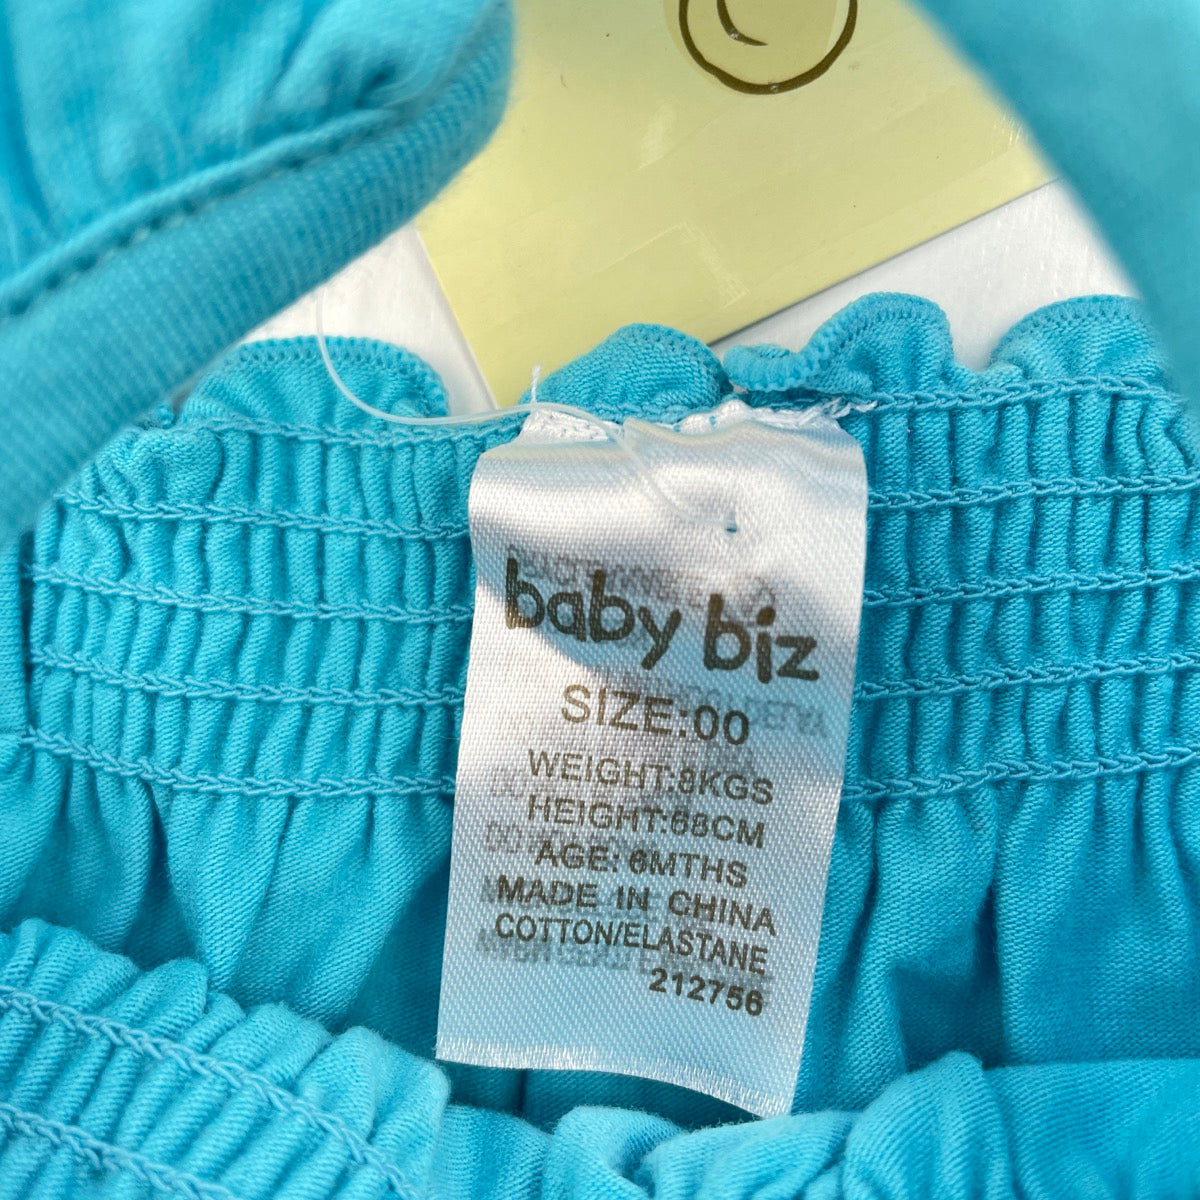 baby biz
SIZE:00
WEIGHT:8KGS
HEIGHT:68CM
AGE: 6MTHS
MADE IN CHINA
COTTON/ELASTANE
212756